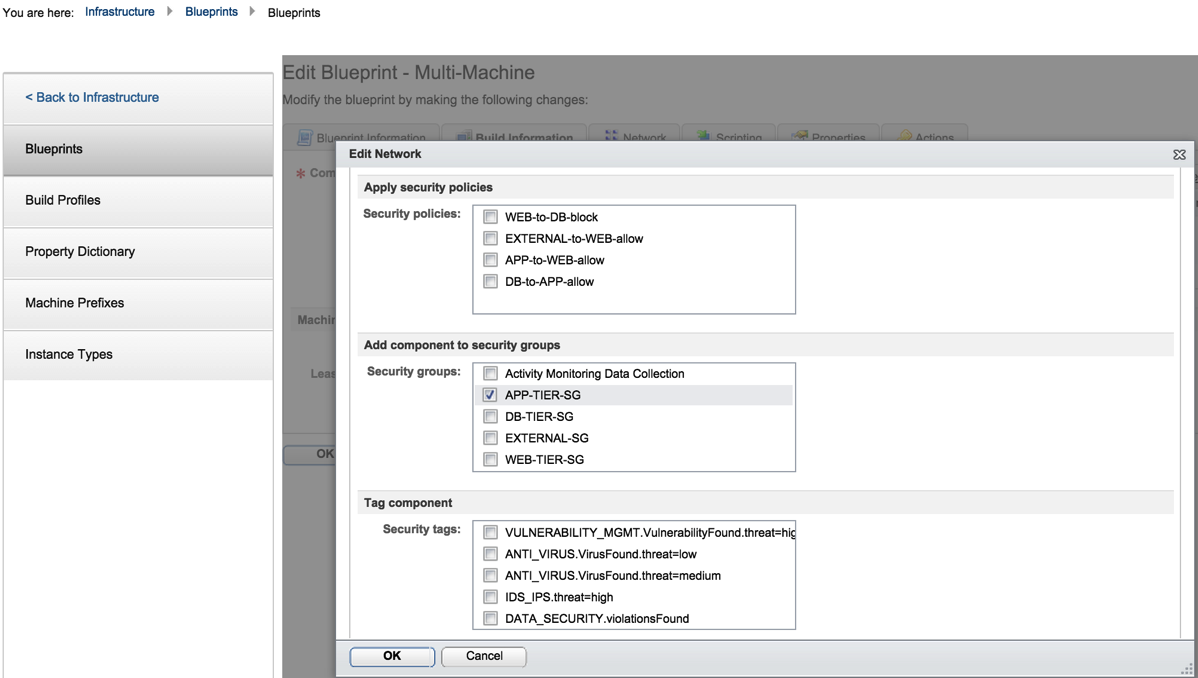 You are here: Infrastructure Blueprints Blueprints
Edit Blueprint - Multi-Machine
Modify the blueprint by making the following changes:
< Back to Infrastructure
Blueprints
Build Profiles
Property Dictionary
Machine Prefixes
Instance Types
Blueprint Information Build Information Network Scripting Properties Actions
Edit Network
Apply security policies
Security policies:
WEB-to-DB-block
EXTERNAL-to-WEB-allow
APP-to-WEB-allow
DB-to-APP-allow
Add component to security groups
Security groups:
Activity Monitoring Data Collection
APP-TIER-SG
DB-TIER-SG
EXTERNAL-SG
WEB-TIER-SG
Tag component
Security tags:
VULNERABILITY_MGMT.VulnerabilityFound.threat=hig
ANTI_VIRUS.VirusFound.threat=low
ANTI_VIRUS.VirusFound.threat=medium
IDS_IPS.threat=high
DATA_SECURITY.violationsFound
OK Cancel
OK